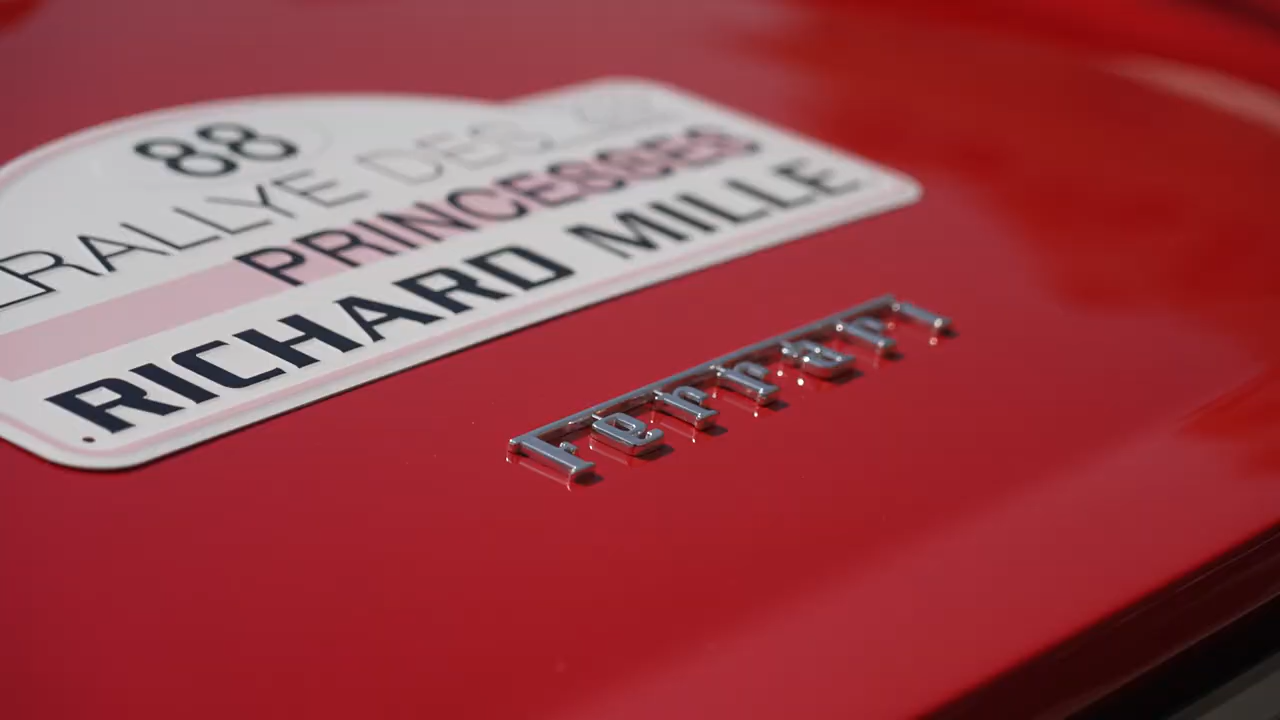 88
RALLYE DES
PRINCESSES
RICHARD MILLE
Ferrari